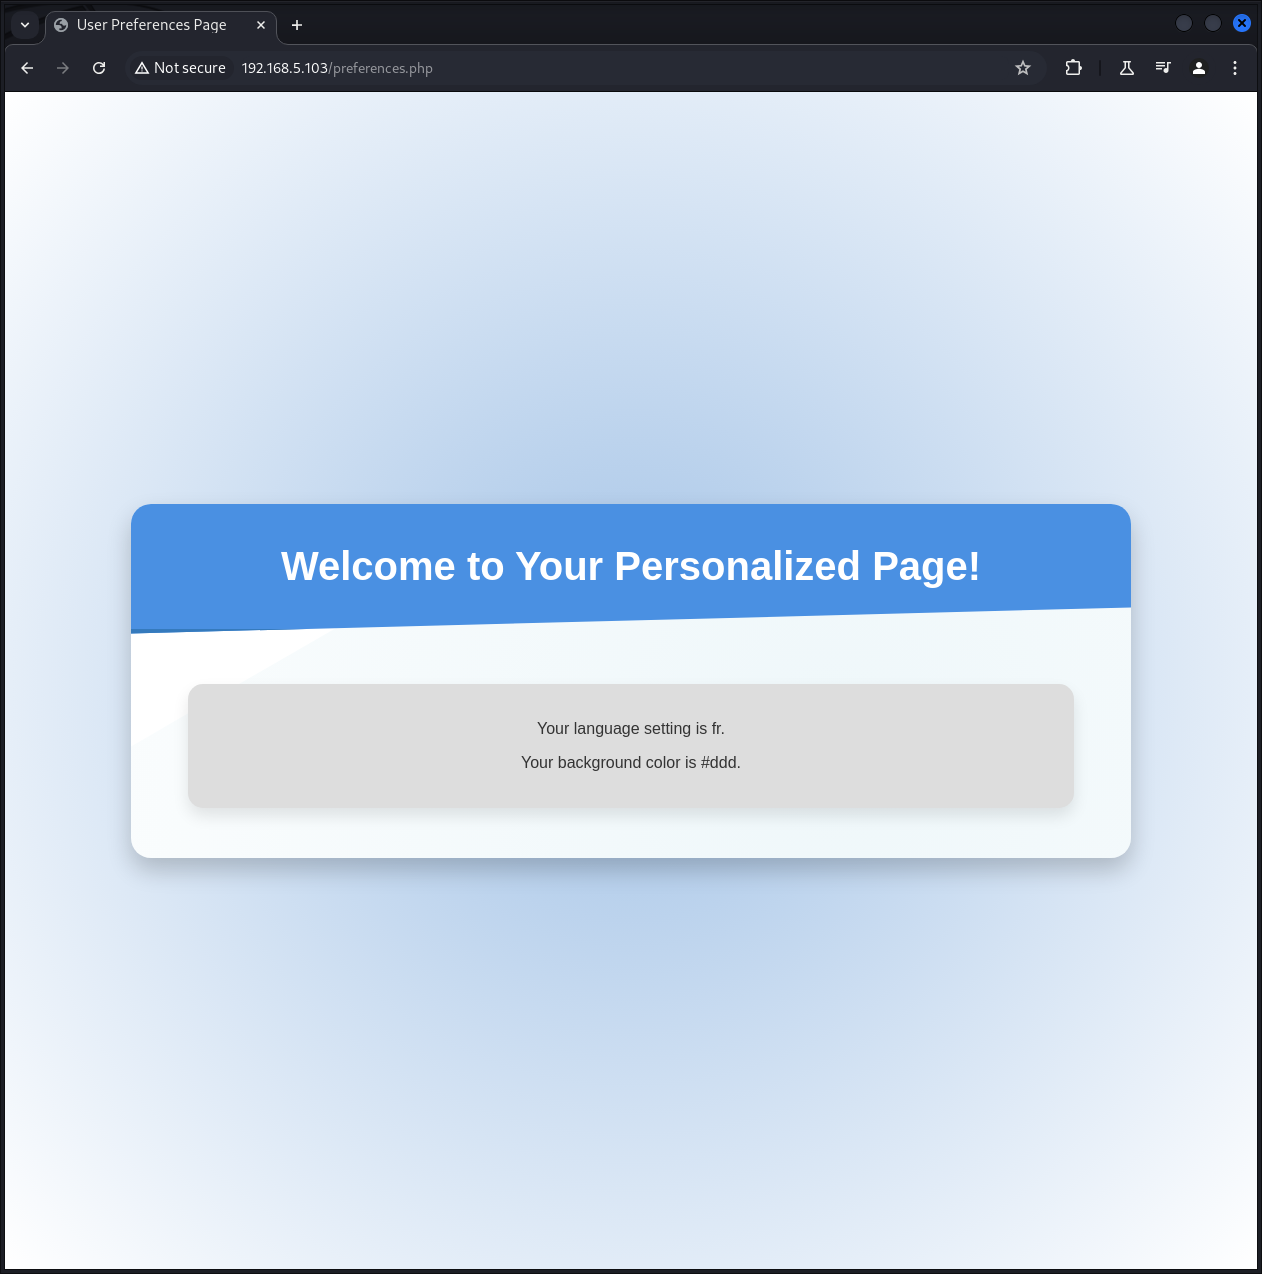 User Preferences Page
Not secure 192.168.5.103/preferences.php
Welcome to Your Personalized Page!
Your language setting is fr.
Your background color is #ddd.